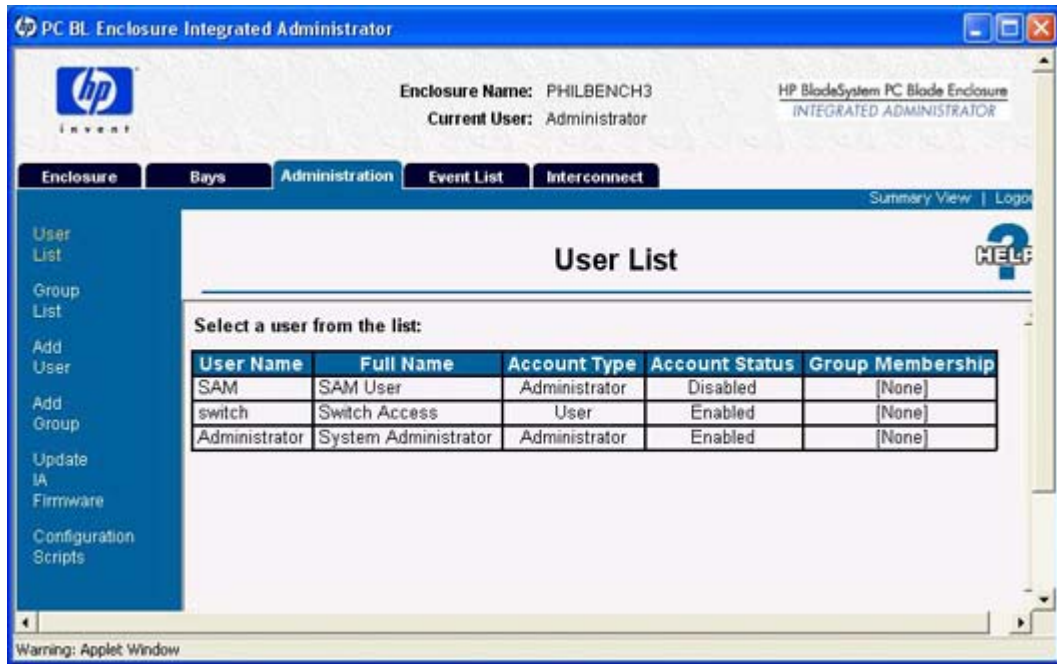 PC BL Enclosure Integrated Administrator
hp
invent
Enclosure Name: PHILBENCH3
Current User: Administrator
HP BladeSystem PC Blade Enclosure
INTEGRATED ADMINISTRATOR
Enclosure Bays Administration Event List Interconnect
Summary View |
User
List
Group
List
Add
User
Add
Group
Update
IA
Firmware
Configuration
Scripts
User List
HELP
?
Select a user from the list:
User Name Full Name Account Type Account Status Group Membership
SAM SAM User Administrator Disabled [None]
switch Switch Access User Enabled [None]
Administrator System Administrator Administrator Enabled [None]
Warning: Applet Window